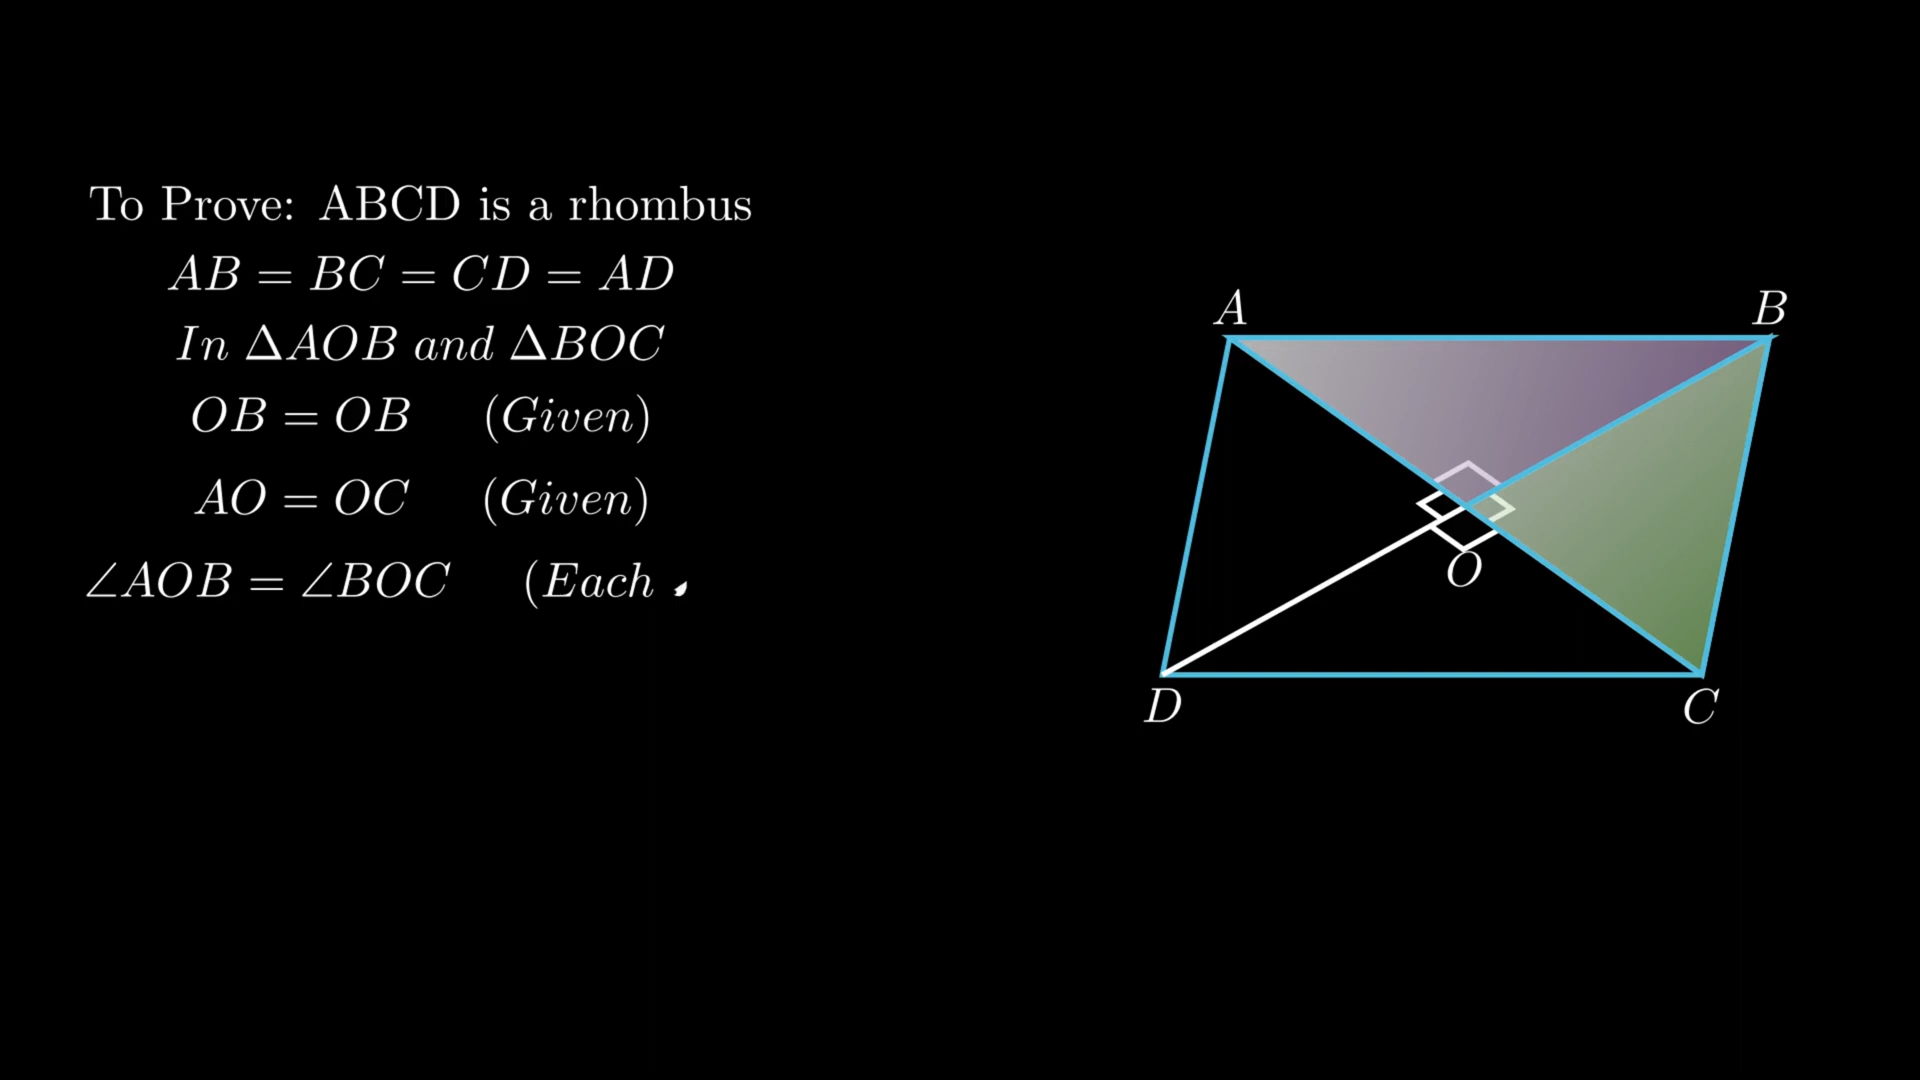 To Prove: ABCD is a rhombus
AB = BC = CD = AD
In ΔAOB and ΔBOC
OB = OB (Given)
AO = OC (Given)
∠AOB = ∠BOC (Each
A
B
O
D
C